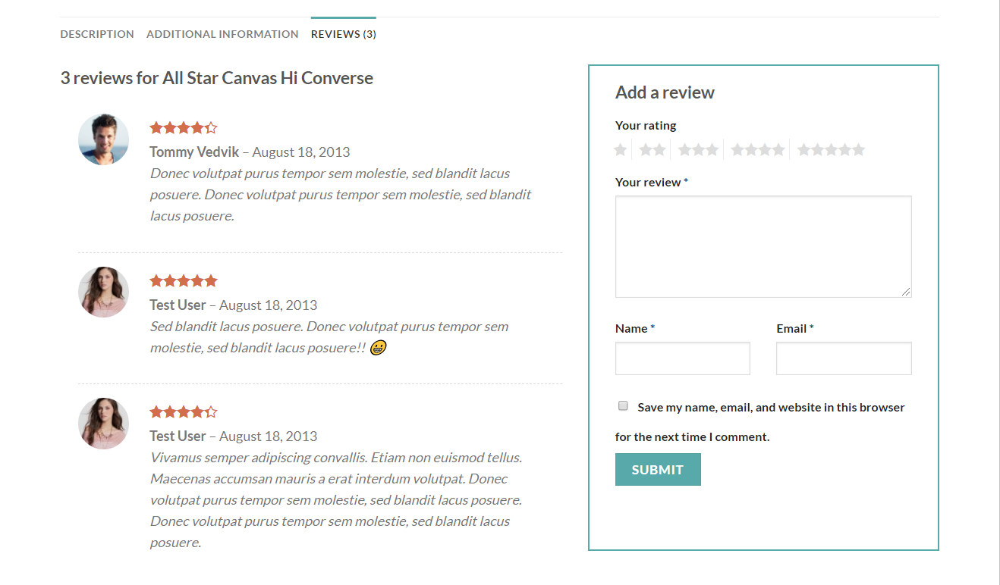 DESCRIPTION ADDITIONAL INFORMATION REVIEWS (3)
3 reviews for All Star Canvas Hi Converse
Tommy Vedvik – August 18, 2013
Donec volutpat purus tempor sem molestie, sed blandit lacus
posuere. Donec volutpat purus tempor sem molestie, sed blandit
lacus posuere.
Test User – August 18, 2013
Sed blandit lacus posuere. Donec volutpat purus tempor sem
molestie, sed blandit lacus posuere!! 😀
Test User – August 18, 2013
Vivamus semper adipiscing convallis. Etiam non euismod tellus.
Maecenas accumsan mauris a erat interdum volutpat. Donec
volutpat purus tempor sem molestie, sed blandit lacus posuere.
Donec volutpat purus tempor sem molestie, sed blandit lacus
posuere.
Add a review
Your rating
Your review *
Name * Email *
Save my name, email, and website in this browser
for the next time I comment.
SUBMIT